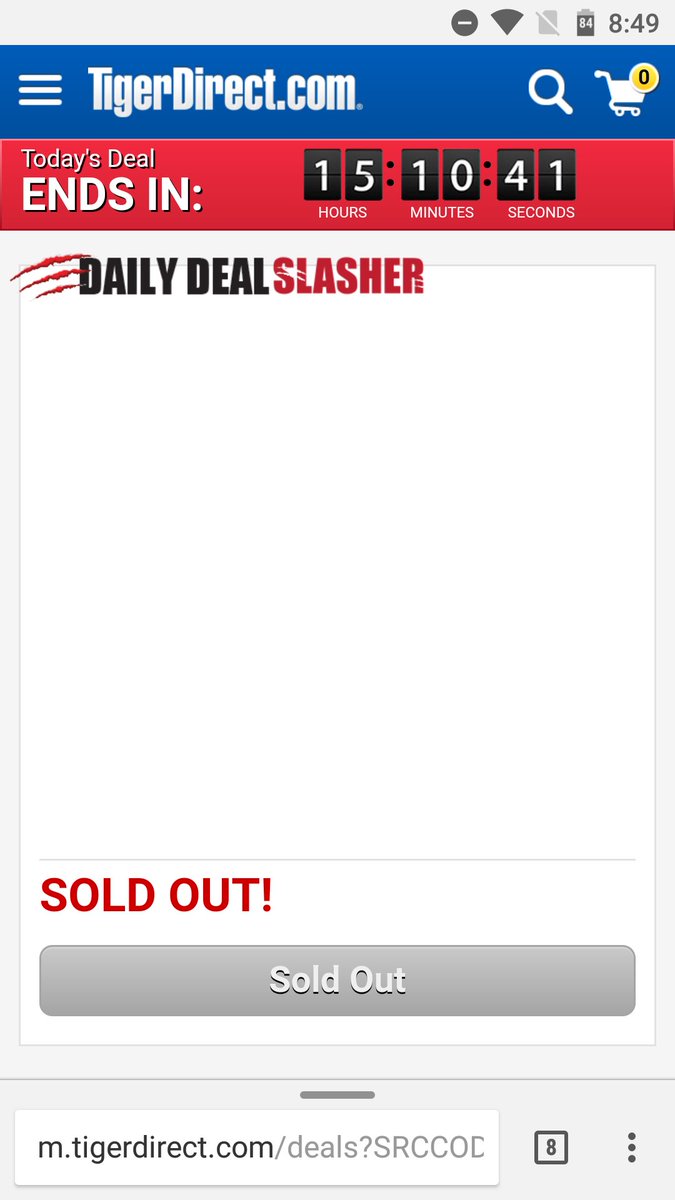 84 8:49
TigerDirect.com
0
Today's Deal
ENDS IN:
15:10:41
HOURS MINUTES SECONDS
DAILY DEAL SLASHER
SOLD OUT!
Sold Out
m.tigerdirect.com/deals?SRCCOD
8